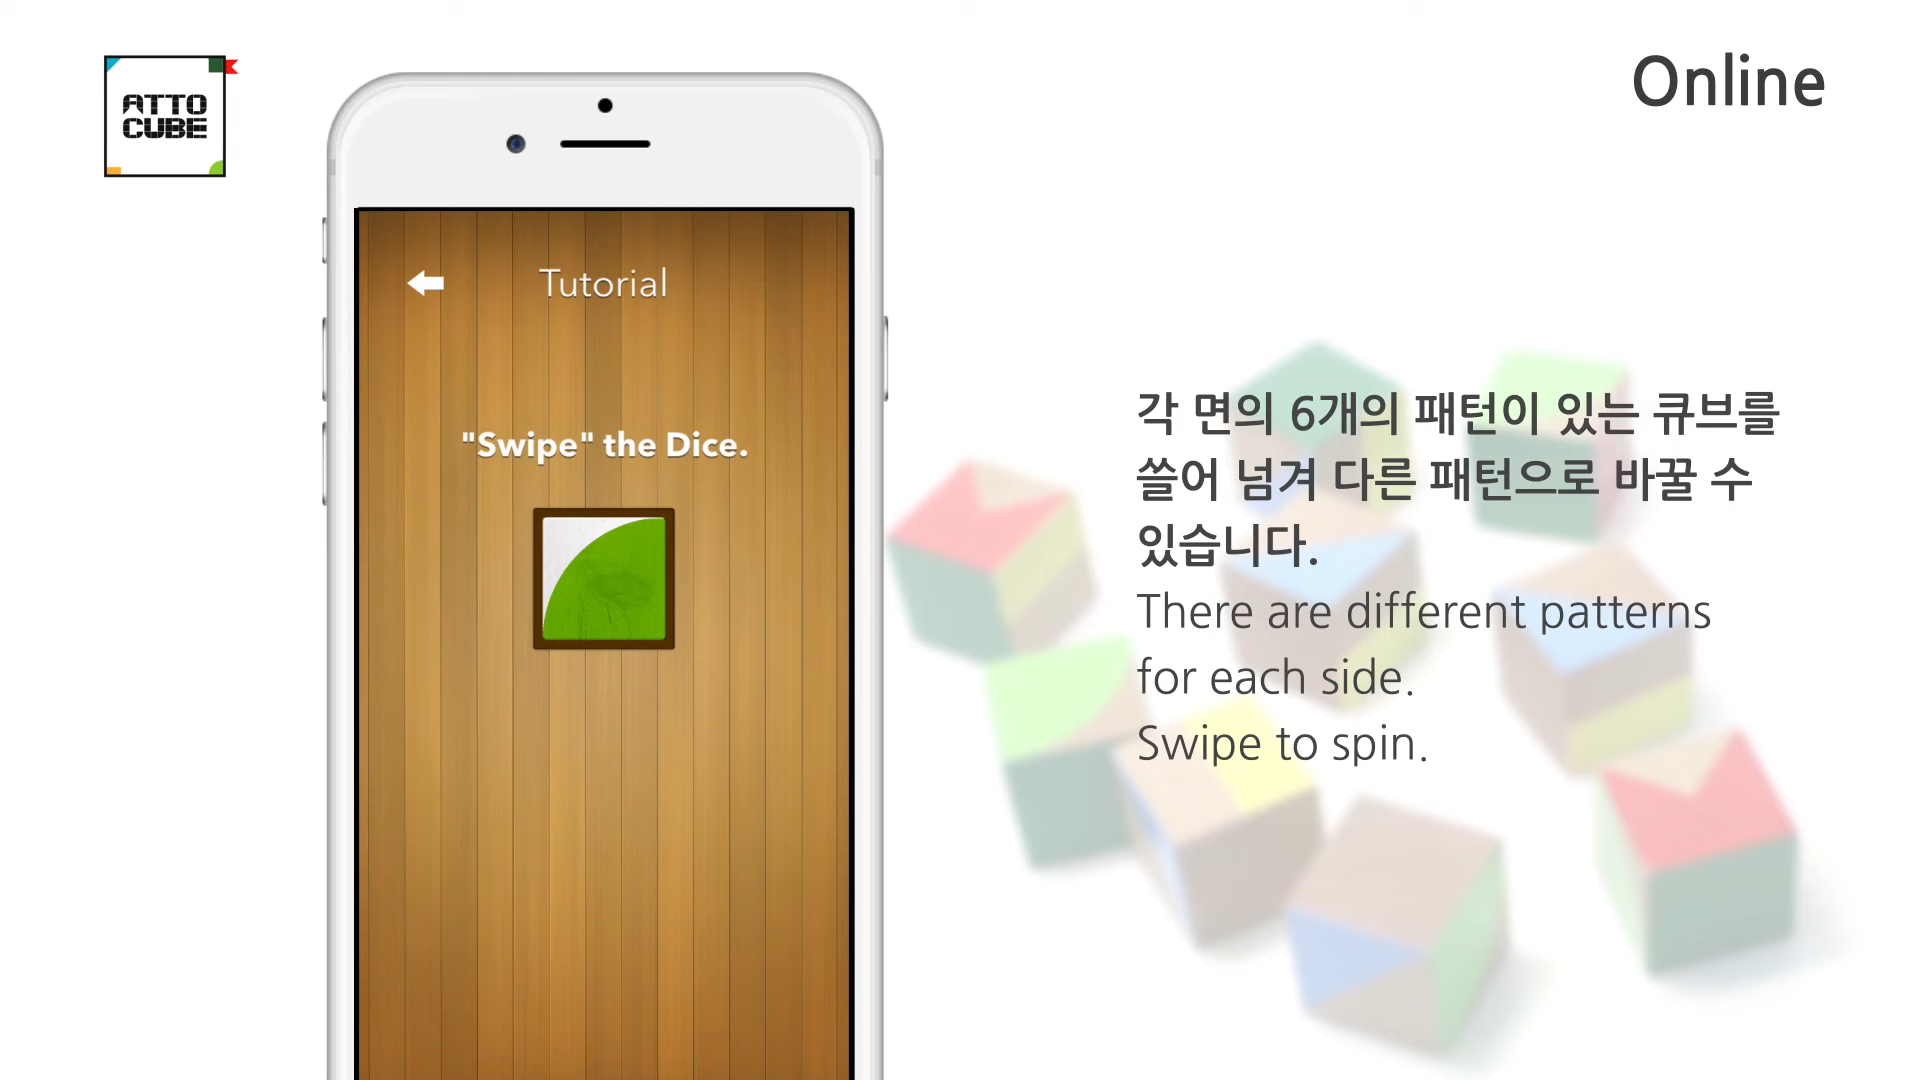 ATTO
CUBE
Online
Tutorial
"Swipe" the Dice.
각 면의 6개의 패턴이 있는 큐브를
쓸어 넘겨 다른 패턴으로 바꿀 수
있습니다.
There are different patterns
for each side.
Swipe to spin.